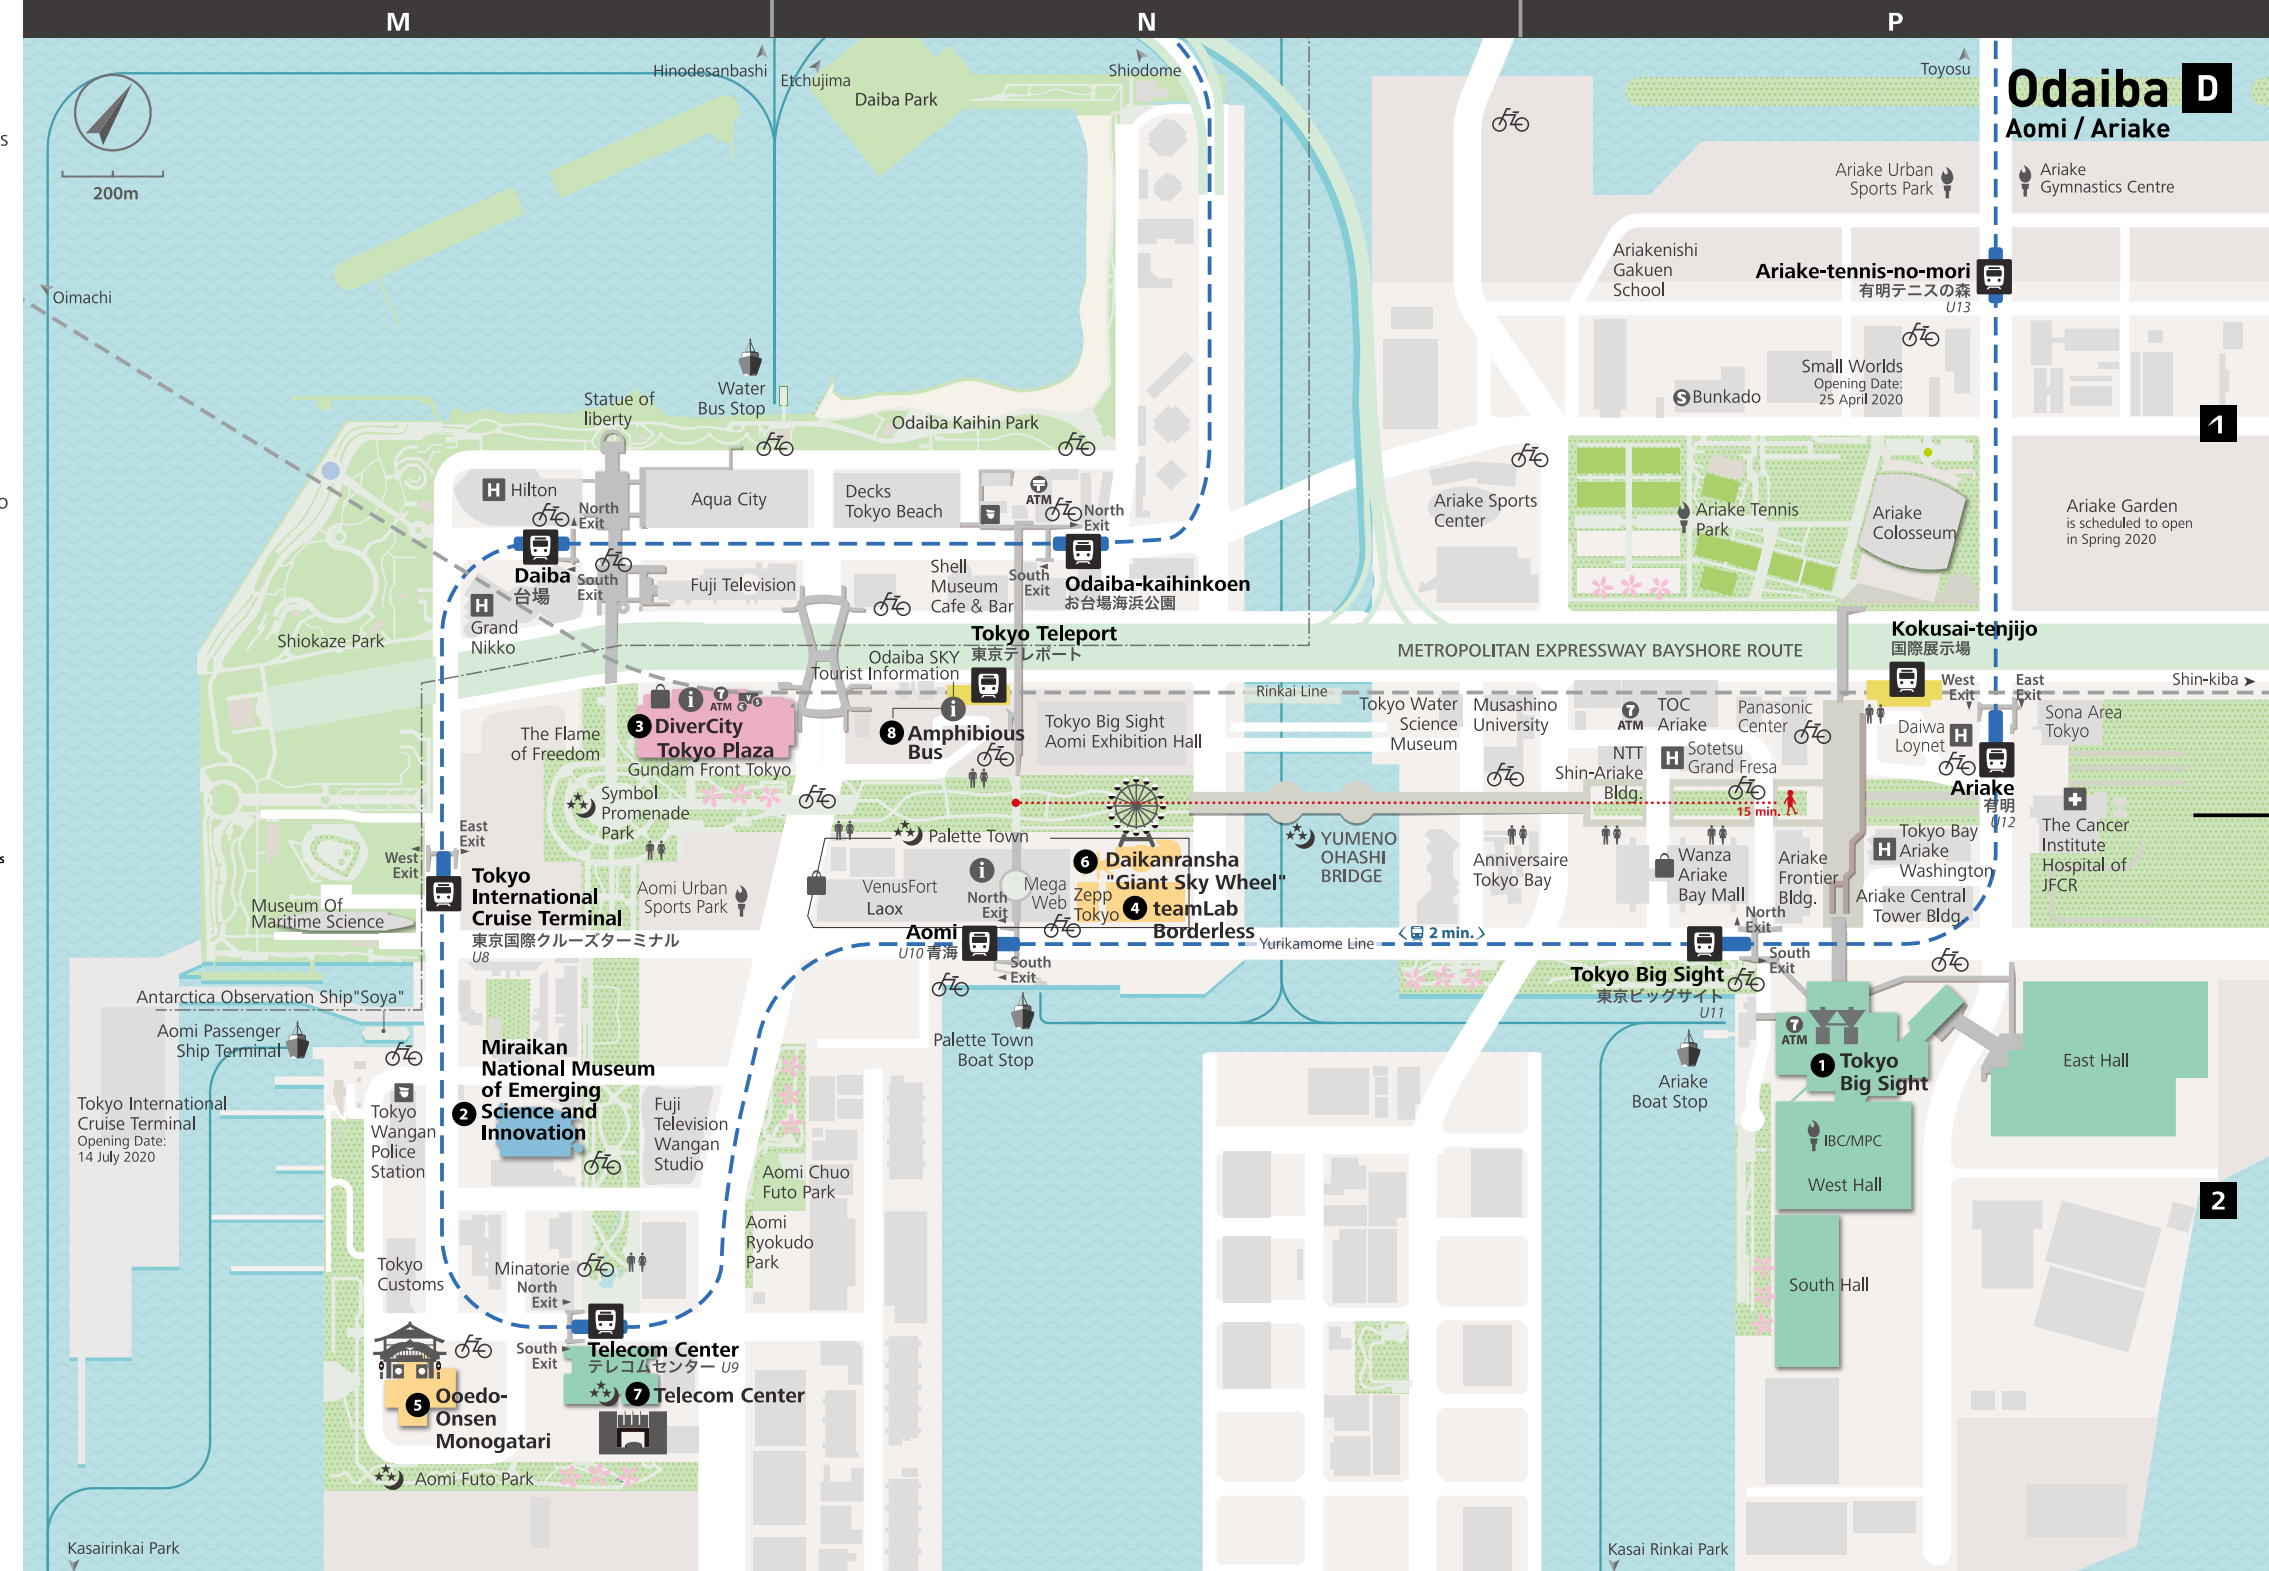 M
N
P
s
o
s
Odaiba D
Aomi / Ariake
200m
Hinodesanbashi
Etchujima
Shiodome
Toyosu
Oimachi
Daiba Park
Ariake Urban
Sports Park
Ariake
Gymnastics Centre
Ariakenishi
Gakuen
School
Ariake-tennis-no-mori
有明テニスの森
U13
Small Worlds
Opening Date:
25 April 2020
S Bunkado
1
Water
Bus Stop
Statue of
liberty
Odaiba Kaihin Park
H Hilton
North
Exit
Aqua City
Decks
Tokyo Beach
ATM
North
Exit
Ariake Sports
Center
Ariake Tennis
Park
Ariake
Colosseum
Ariake Garden
is scheduled to open
in Spring 2020
Daiba
台場
South
Exit
H
Grand
Nikko
Fuji Television
Shell
Museum
Cafe & Bar
South
Exit
Odaiba-kaihinkoen
お台場海浜公園
Shiokaze Park
Tokyo Teleport
東京テレポート
Odaiba SKY
Tourist Information
METROPOLITAN EXPRESSWAY BAYSHORE ROUTE
Kokusai-tenjijo
国際展示場
West
Exit
East
Exit
Shin-kiba
Rinkai Line
i
7
ATM
3 DiverCity
Tokyo Plaza
Gundam Front Tokyo
The Flame
of Freedom
i
8 Amphibious
Bus
Tokyo Big Sight
Aomi Exhibition Hall
Tokyo Water
Science
Museum
Musashino
University
7
ATM
TOC
Ariake
Panasonic
Center
NTT
Shin-Ariake
Bldg.
H Sotetsu
Grand Fresa
Daiwa
Loynet
H
Sona Area
Tokyo
Ariake
有明
U12
Symbol
Promenade
Park
15 min.
Palette Town
YUMENO
OHASHI
BRIDGE
Anniversaire
Tokyo Bay
Wanza
Ariake
Bay Mall
Ariake
Frontier
Bldg.
H
Tokyo Bay
Ariake
Washington
The Cancer
Institute
Hospital of
JFCR
Ariake Central
Tower Bldg.
East
Exit
West
Exit
Tokyo
International
Cruise Terminal
東京国際クルーズターミナル
U8
Aomi Urban
Sports Park
VenusFort
Laox
i
North
Exit
Mega
Web
6 Daikanransha
"Giant Sky Wheel"
Zepp
Tokyo
4 teamLab
Borderless
Museum Of
Maritime Science
Aomi
U10 青海
South
Exit
Yurikamome Line
2 min.
North
Exit
South
Exit
Tokyo Big Sight
東京ビッグサイト
U11
Antarctica Observation Ship"Soya"
Aomi Passenger
Ship Terminal
Palette Town
Boat Stop
Ariake
Boat Stop
7
ATM
1 Tokyo
Big Sight
East Hall
IBC/MPC
West Hall
South Hall
2
Tokyo International
Cruise Terminal
Opening Date:
14 July 2020
Tokyo
Wangan
Police
Station
Miraikan
National Museum
of Emerging
2 Science and
Innovation
Fuji
Television
Wangan
Studio
Aomi Chuo
Futo Park
Aomi
Ryokudo
Park
Tokyo
Customs
Minatorie
North
Exit
South
Exit
Telecom Center
テレコムセンター U9
7 Telecom Center
5 Ooedo-
Onsen
Monogatari
Aomi Futo Park
Kasairinkai Park
Kasai Rinkai Park